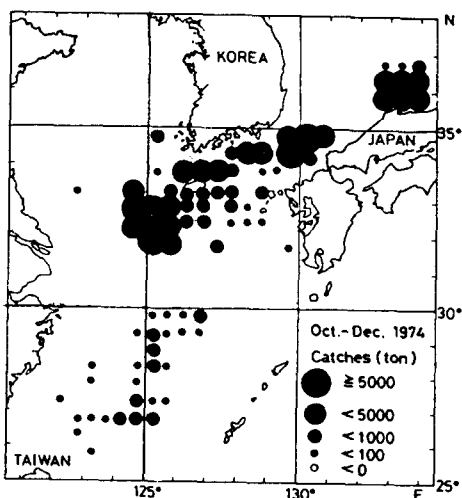 N
KOREA
35°
JAPAN
30°
Oct.-Dec. 1974
Catches (ton)
≧ 5000
< 5000
< 1000
< 100
< 0
TAIWAN
125°
130°
E
25°